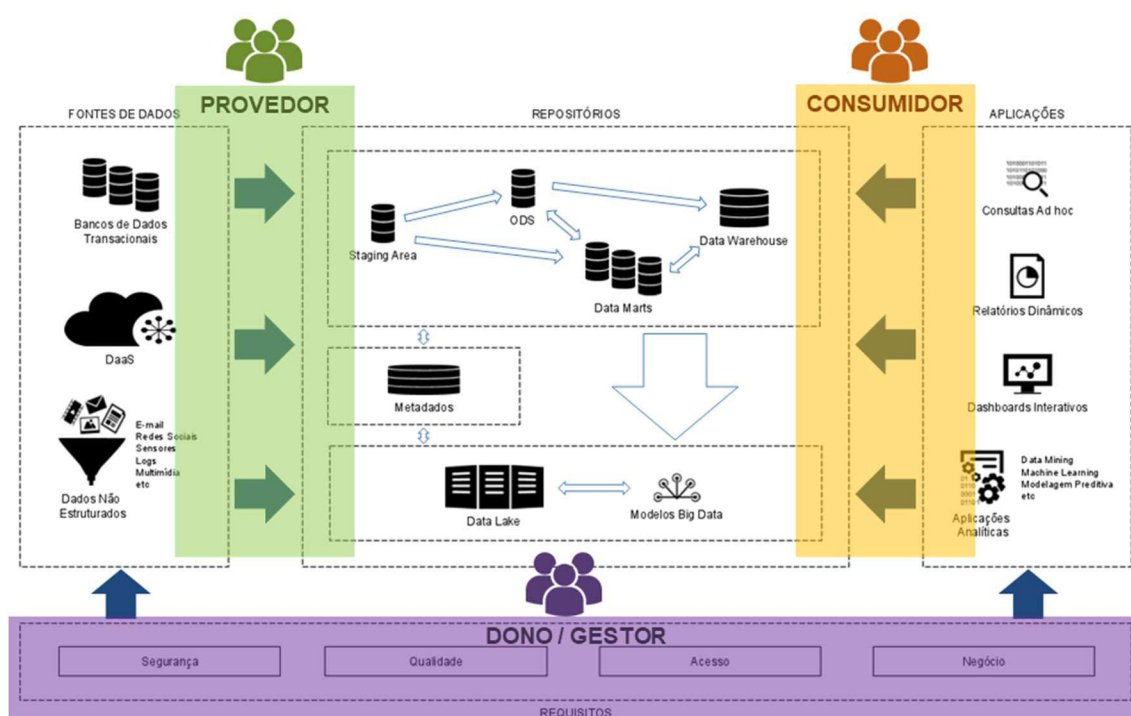 PROVEDOR
CONSUMIDOR
FONTES DE DADOS
REPOSITÓRIOS
APLICAÇÕES
Bancos de Dados
Transacionais
DaaS
E-mail
Redes Sociais
Sensores
Logs
Multimídia
etc
Dados Não
Estruturados
Staging Area
ODS
Data Marts
Data Warehouse
Metadados
Data Lake
Modelos Big Data
Consultas Ad hoc
Relatórios Dinâmicos
Dashboards Interativos
Data Mining
Machine Learning
Modelagem Preditiva
etc
Aplicações
Analíticas
DONO / GESTOR
Segurança
Qualidade
Acesso
Negócio
REQUISITOS